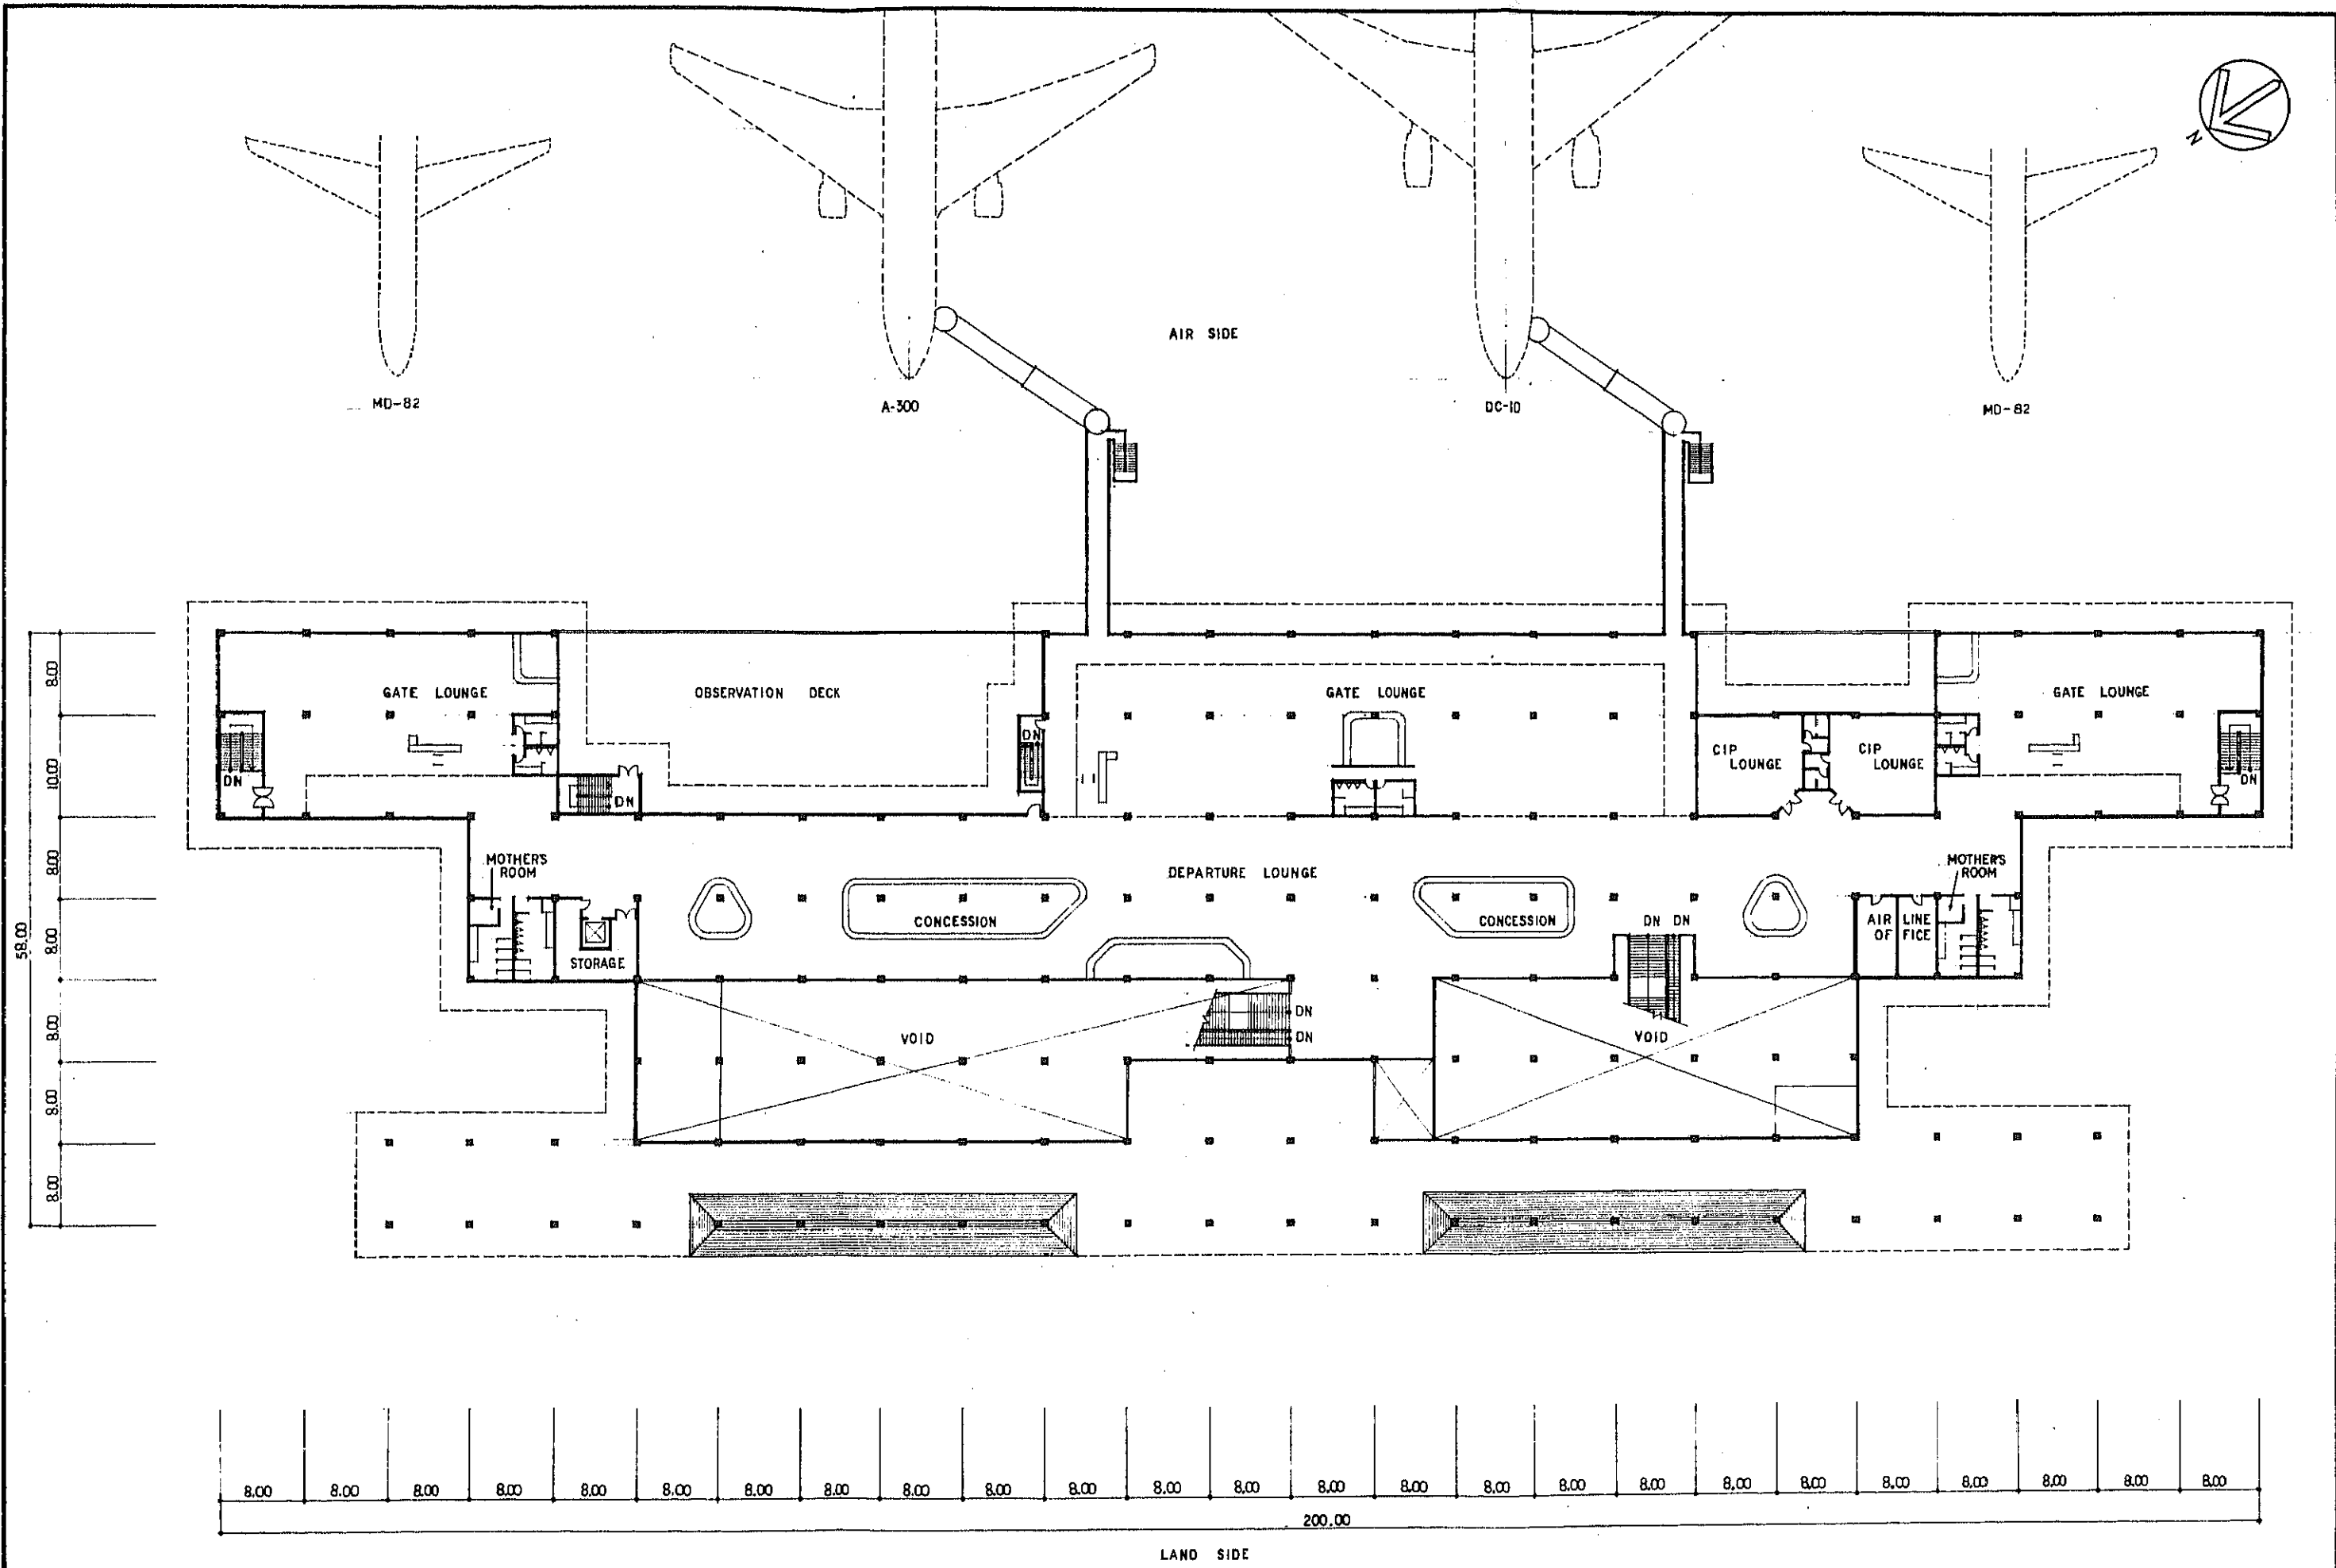 N
AIR SIDE
MD-82
A-300
DC-10
MD-82
GATE LOUNGE
OBSERVATION DECK
GATE LOUNGE
GATE LOUNGE
DN
DN
DN
CIP
LOUNGE
CIP
LOUNGE
DN
MOTHER'S
ROOM
DEPARTURE LOUNGE
MOTHER'S
ROOM
CONCESSION
CONCESSION
DN DN
AIR LINE
OF FICE
STORAGE
VOID
DN
DN
VOID
8.00
10.00
8.00
8.00
8.00
8.00
8.00
58.00
8.00 8.00 8.00 8.00 8.00 8.00 8.00 8.00 8.00 8.00 8.00 8.00 8.00 8.00 8.00 8.00 8.00 8.00 8.00 8.00 8.00 8.00 8.00 8.00 8.00
200.00
LAND SIDE